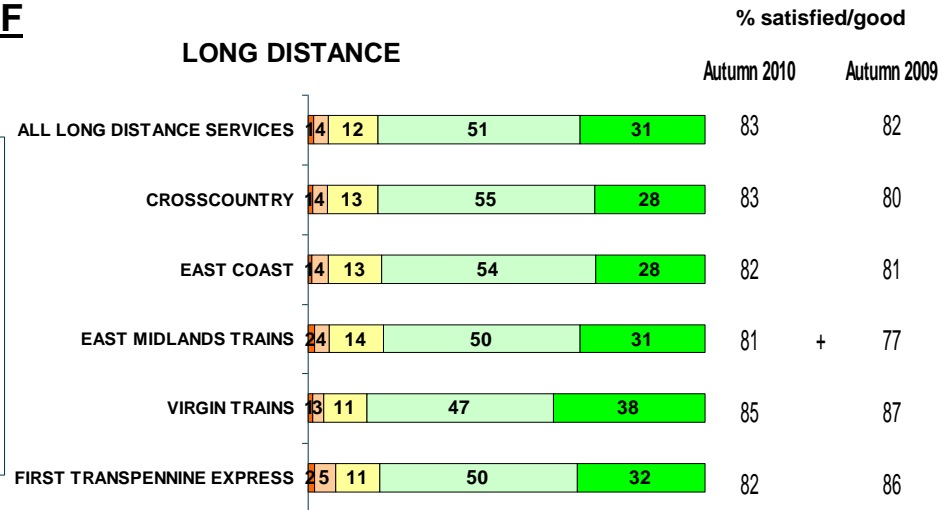 F
% satisfied/good
LONG DISTANCE
Autumn 2010 Autumn 2009
ALL LONG DISTANCE SERVICES 1 4 12 51 31 83 82
CROSSCOUNTRY 1 4 13 55 28 83 80
EAST COAST 1 4 13 54 28 82 81
EAST MIDLANDS TRAINS 2 4 14 50 31 81 + 77
VIRGIN TRAINS 1 3 11 47 38 85 87
FIRST TRANSPENNINE EXPRESS 2 5 11 50 32 82 86